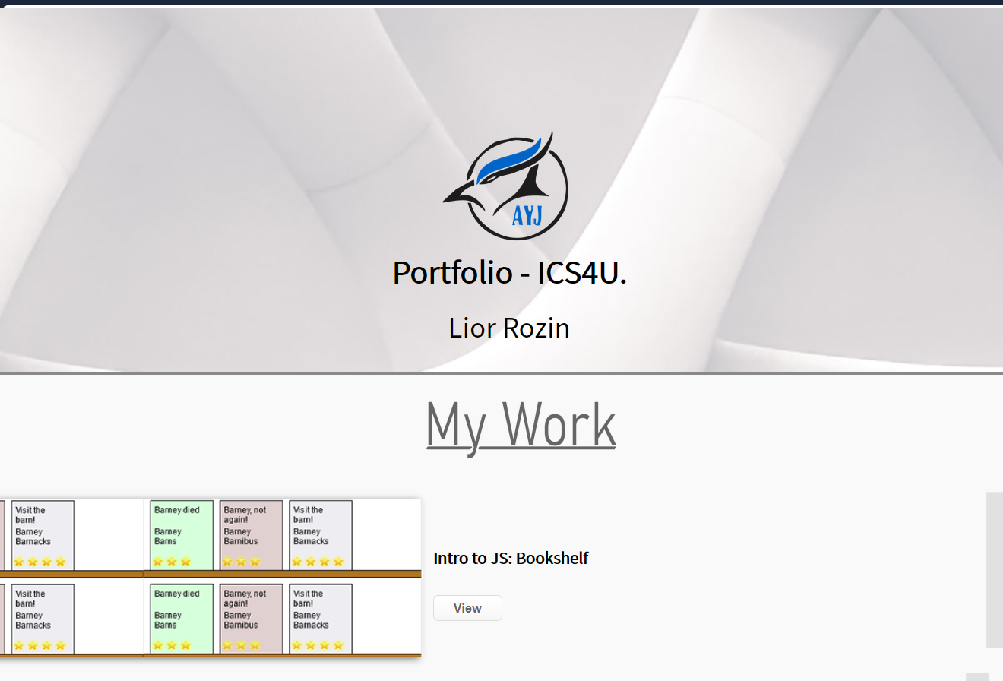 AYJ
Portfolio - ICS4U.
Lior Rozin
My Work
Visit the
barn!
Barney
Barnacks
Barney died
Barney
Barns
Barney, not
again!
Barney
Barnibus
Visit the
barn!
Barney
Barnacks
Intro to JS: Bookshelf
Visit the
barn!
Barney
Barnacks
Barney died
Barney
Barns
Barney, not
again!
Barney
Barnibus
Visit the
barn!
Barney
Barnacks
View